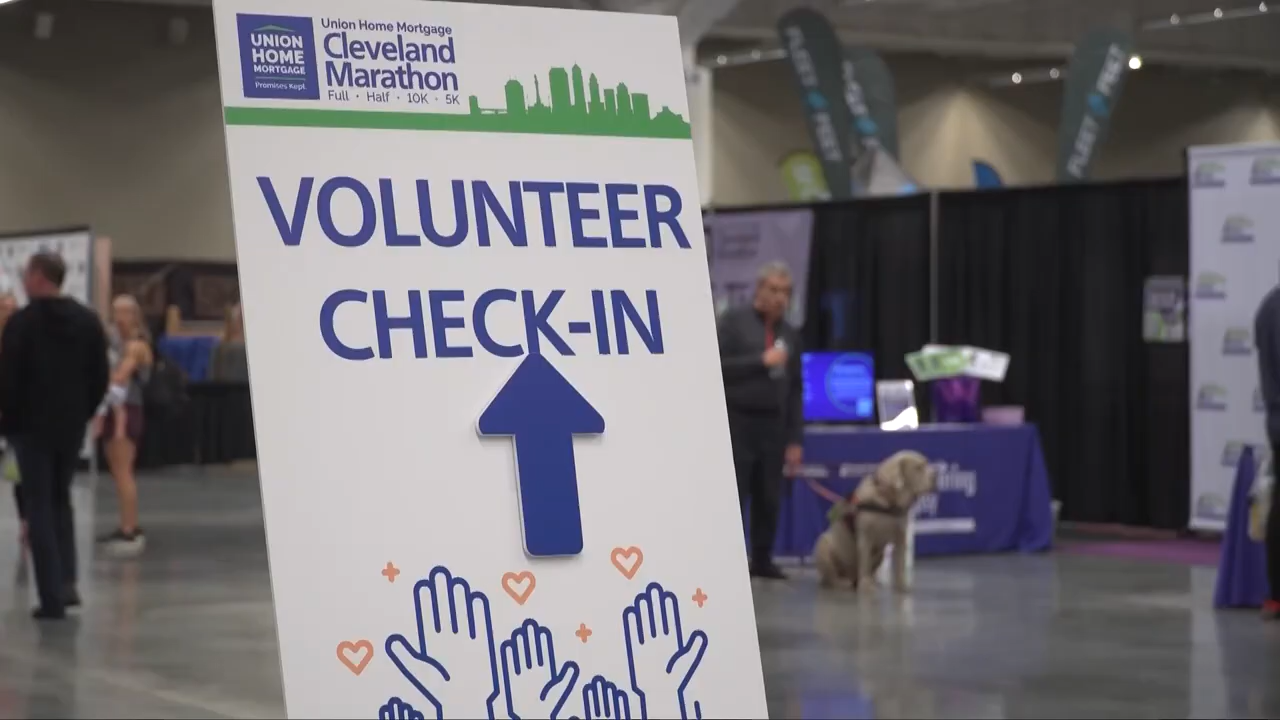 UNION
HOME
MORTGAGE
Promises Kept.
Union Home Mortgage
Cleveland
Marathon
Full · Half · 10K · 5K
VOLUNTEER
CHECK-IN
FLEET FEET
FLEET FEET